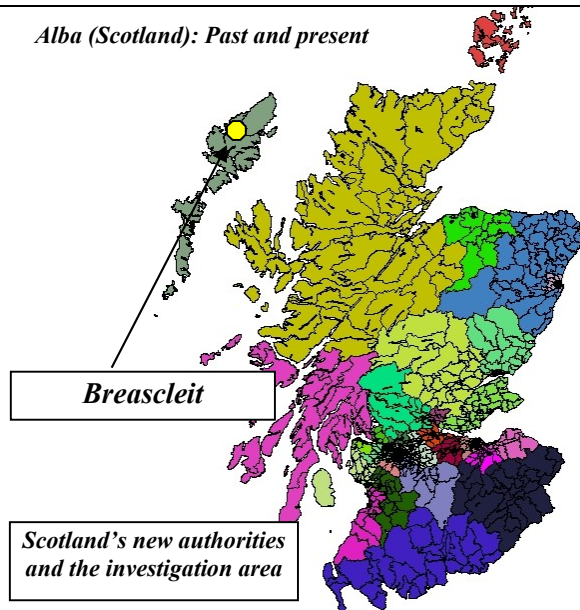 Alba (Scotland): Past and present
Breascleit
Scotland's new authorities
and the investigation area